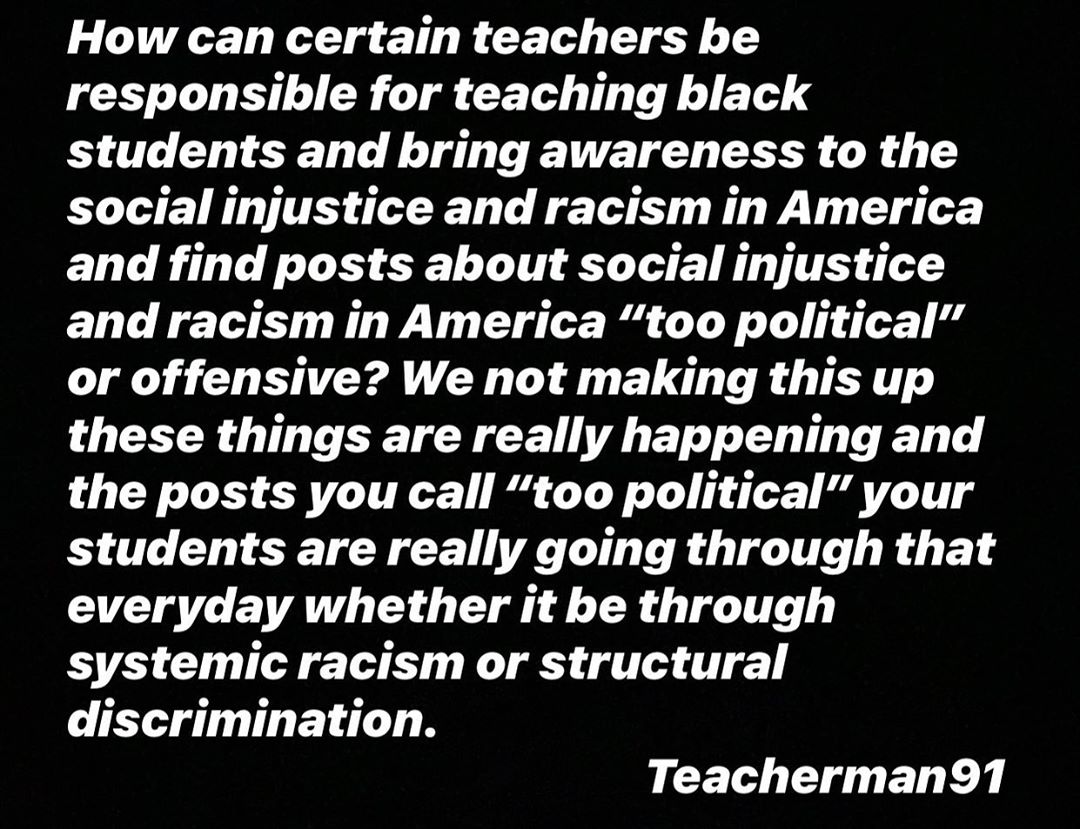 How can certain teachers be
responsible for teaching black
students and bring awareness to the
social injustice and racism in America
and find posts about social injustice
and racism in America “too political”
or offensive? We not making this up
these things are really happening and
the posts you call “too political” your
students are really going through that
everyday whether it be through
systemic racism or structural
discrimination.
Teacherman91